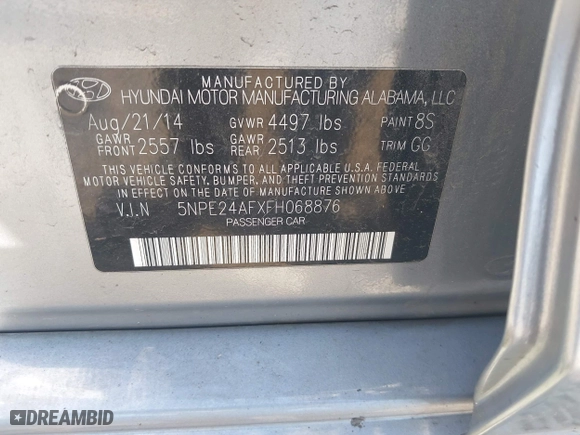 MANUFACTURED BY
HYUNDAI MOTOR MANUFACTURING ALABAMA, LLC
Aug/21/14 GVWR 4497 lbs PAINT 8S
GAWR FRONT 2557 lbs GAWR REAR 2513 lbs TRIM GG
THIS VEHICLE CONFORMS TO ALL APPLICABLE U.S.A. FEDERAL
MOTOR VEHICLE SAFETY, BUMPER, AND THEFT PREVENTION STANDARDS
IN EFFECT ON THE DATE OF MANUFACTURE SHOWN ABOVE.
V.I.N 5NPE24AFXFH068876
PASSENGER CAR
DREAMBID